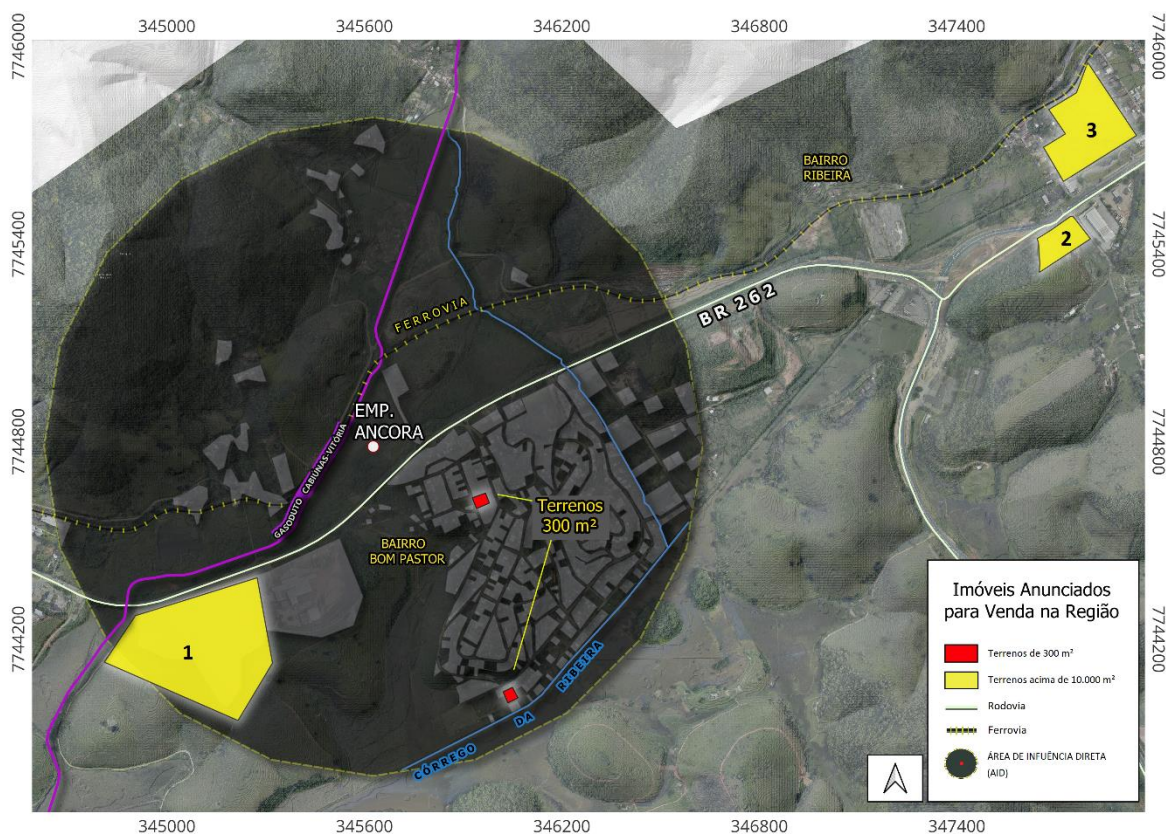 345000 345600 346200 346800 347400
7746000
7745400
7744800
7744200
7746000
7745400
7744800
7744200
3
BAIRRO
RIBEIRA
2
BR 262
FERROVIA
EMP.
ANCORA
GASODUTO CABIUNAS-VITÓRIA
Terrenos
300 m²
BAIRRO
BOM PASTOR
1
CÓRREGO DA RIBEIRA
Imóveis Anunciados
para Venda na Região
Terrenos de 300 m²
Terrenos acima de 10.000 m²
Rodovia
Ferrovia
ÁREA DE INFUÊNCIA DIRETA
(AID)
345000 345600 346200 346800 347400